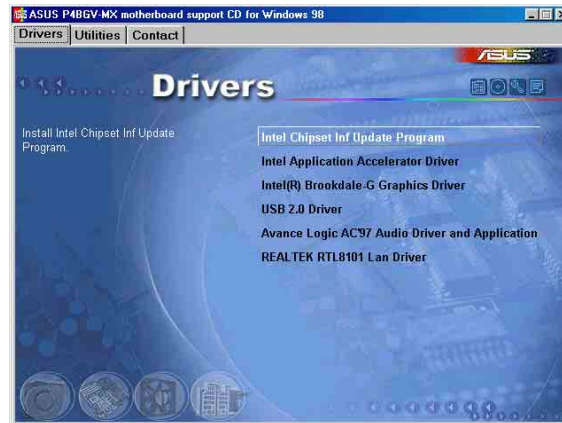 ASUS P4BGV-MX motherboard support CD for Windows 98
Drivers Utilities Contact
ASUS
Drivers
Install Intel Chipset Inf Update
Program.
Intel Chipset Inf Update Program
Intel Application Accelerator Driver
Intel(R) Brookdale-G Graphics Driver
USB 2.0 Driver
Avance Logic AC'97 Audio Driver and Application
REALTEK RTL8101 Lan Driver